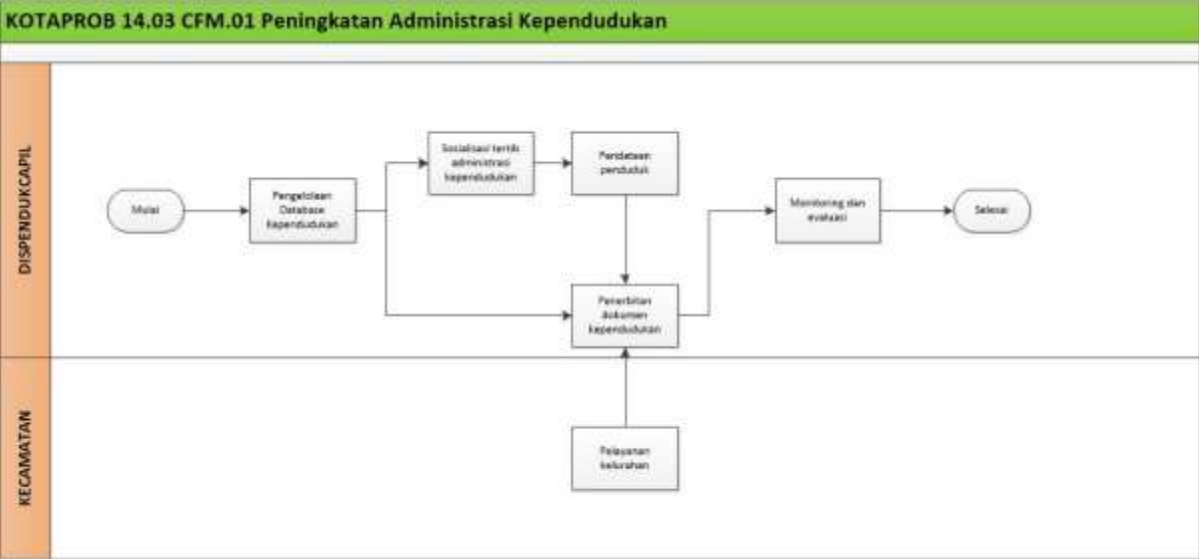 KOTAPROB 14.03 CFM.01 Peningkatan Administrasi Kependudukan
DISPENDUKCAPIL
Mulai
Pengelolaan
Database
Kependudukan
Sosialisasi tertib
administrasi
kependudukan
Pendataan
penduduk
Penerbitan
dokumen
kependudukan
Monitoring dan
evaluasi
Selesai
KECAMATAN
Pelayanan
kelurahan